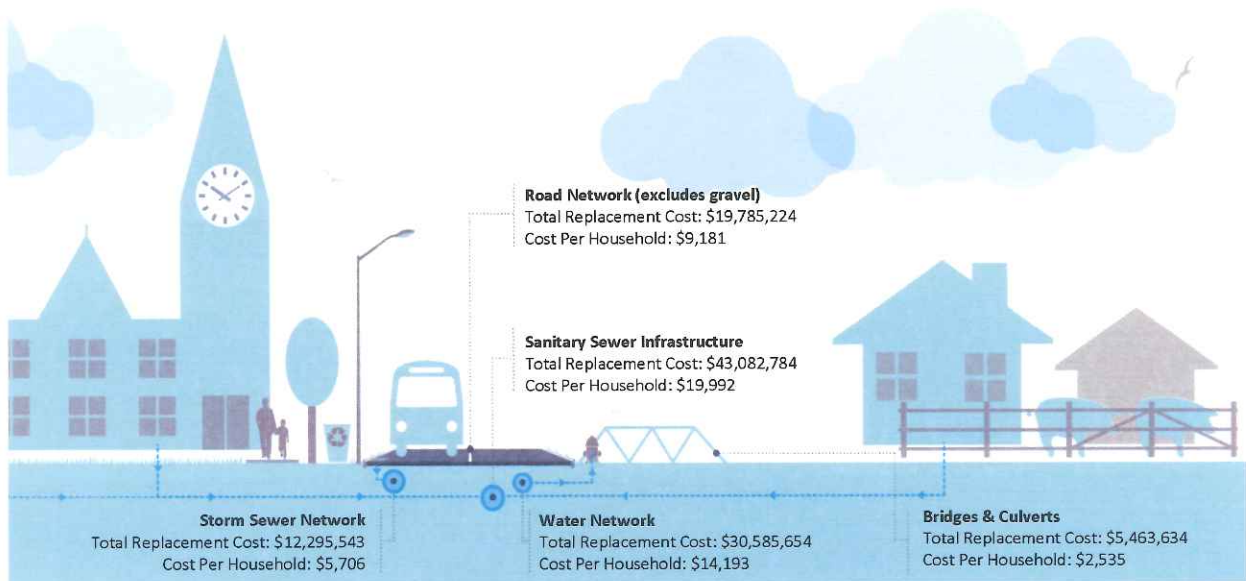 Road Network (excludes gravel)
Total Replacement Cost: $19,785,224
Cost Per Household: $9,181
Sanitary Sewer Infrastructure
Total Replacement Cost: $43,082,784
Cost Per Household: $19,992
Storm Sewer Network
Total Replacement Cost: $12,295,543
Cost Per Household: $5,706
Water Network
Total Replacement Cost: $30,585,654
Cost Per Household: $14,193
Bridges & Culverts
Total Replacement Cost: $5,463,634
Cost Per Household: $2,535